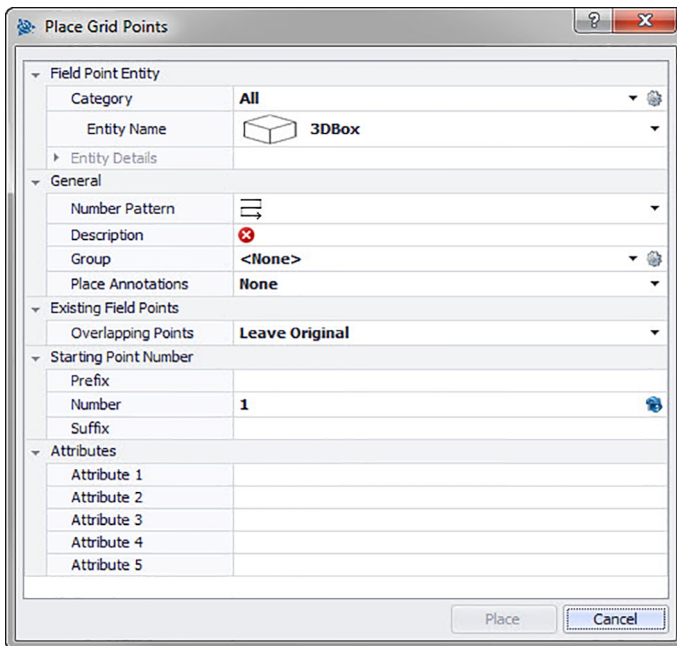 Place Grid Points
Field Point Entity
Category All
Entity Name 3DBox
Entity Details
General
Number Pattern
Description
Group <None>
Place Annotations None
Existing Field Points
Overlapping Points Leave Original
Starting Point Number
Prefix
Number 1
Suffix
Attributes
Attribute 1
Attribute 2
Attribute 3
Attribute 4
Attribute 5
Place Cancel